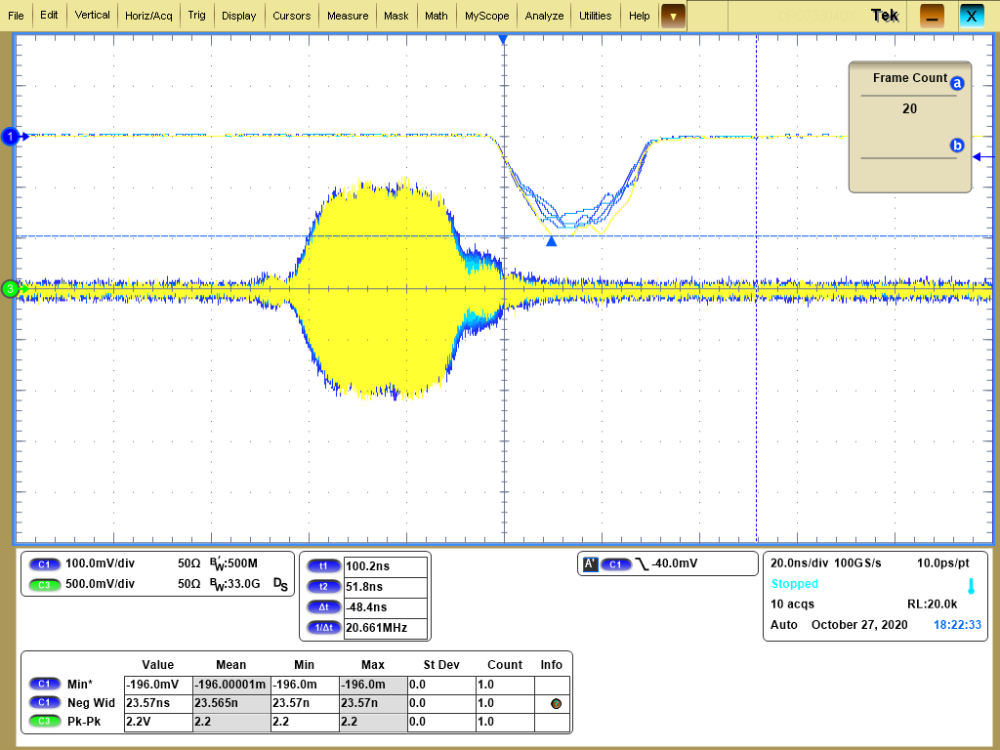 File Edit Vertical Horiz/Acq Trig Display Cursors Measure Mask Math MyScope Analyze Utilities Help Tek X
Frame Count a
20
b
1
3
C1 100.0mV/div 50Ω BW:500M
C3 500.0mV/div 50Ω BW:33.0G DS
t1 100.2ns
t2 51.8ns
Δt -48.4ns
1/Δt 20.661MHz
A' C1 -40.0mV
20.0ns/div 100GS/s 10.0ps/pt
Stopped
10 acqs RL:20.0k
Auto October 27, 2020 18:22:33
Value Mean Min Max St Dev Count Info
C1 Min* -196.0mV -196.00001m -196.0m -196.0m 0.0 1.0
C1 Neg Wid 23.57ns 23.565n 23.57n 23.57n 0.0 1.0
C3 Pk-Pk 2.2V 2.2 2.2 2.2 0.0 1.0